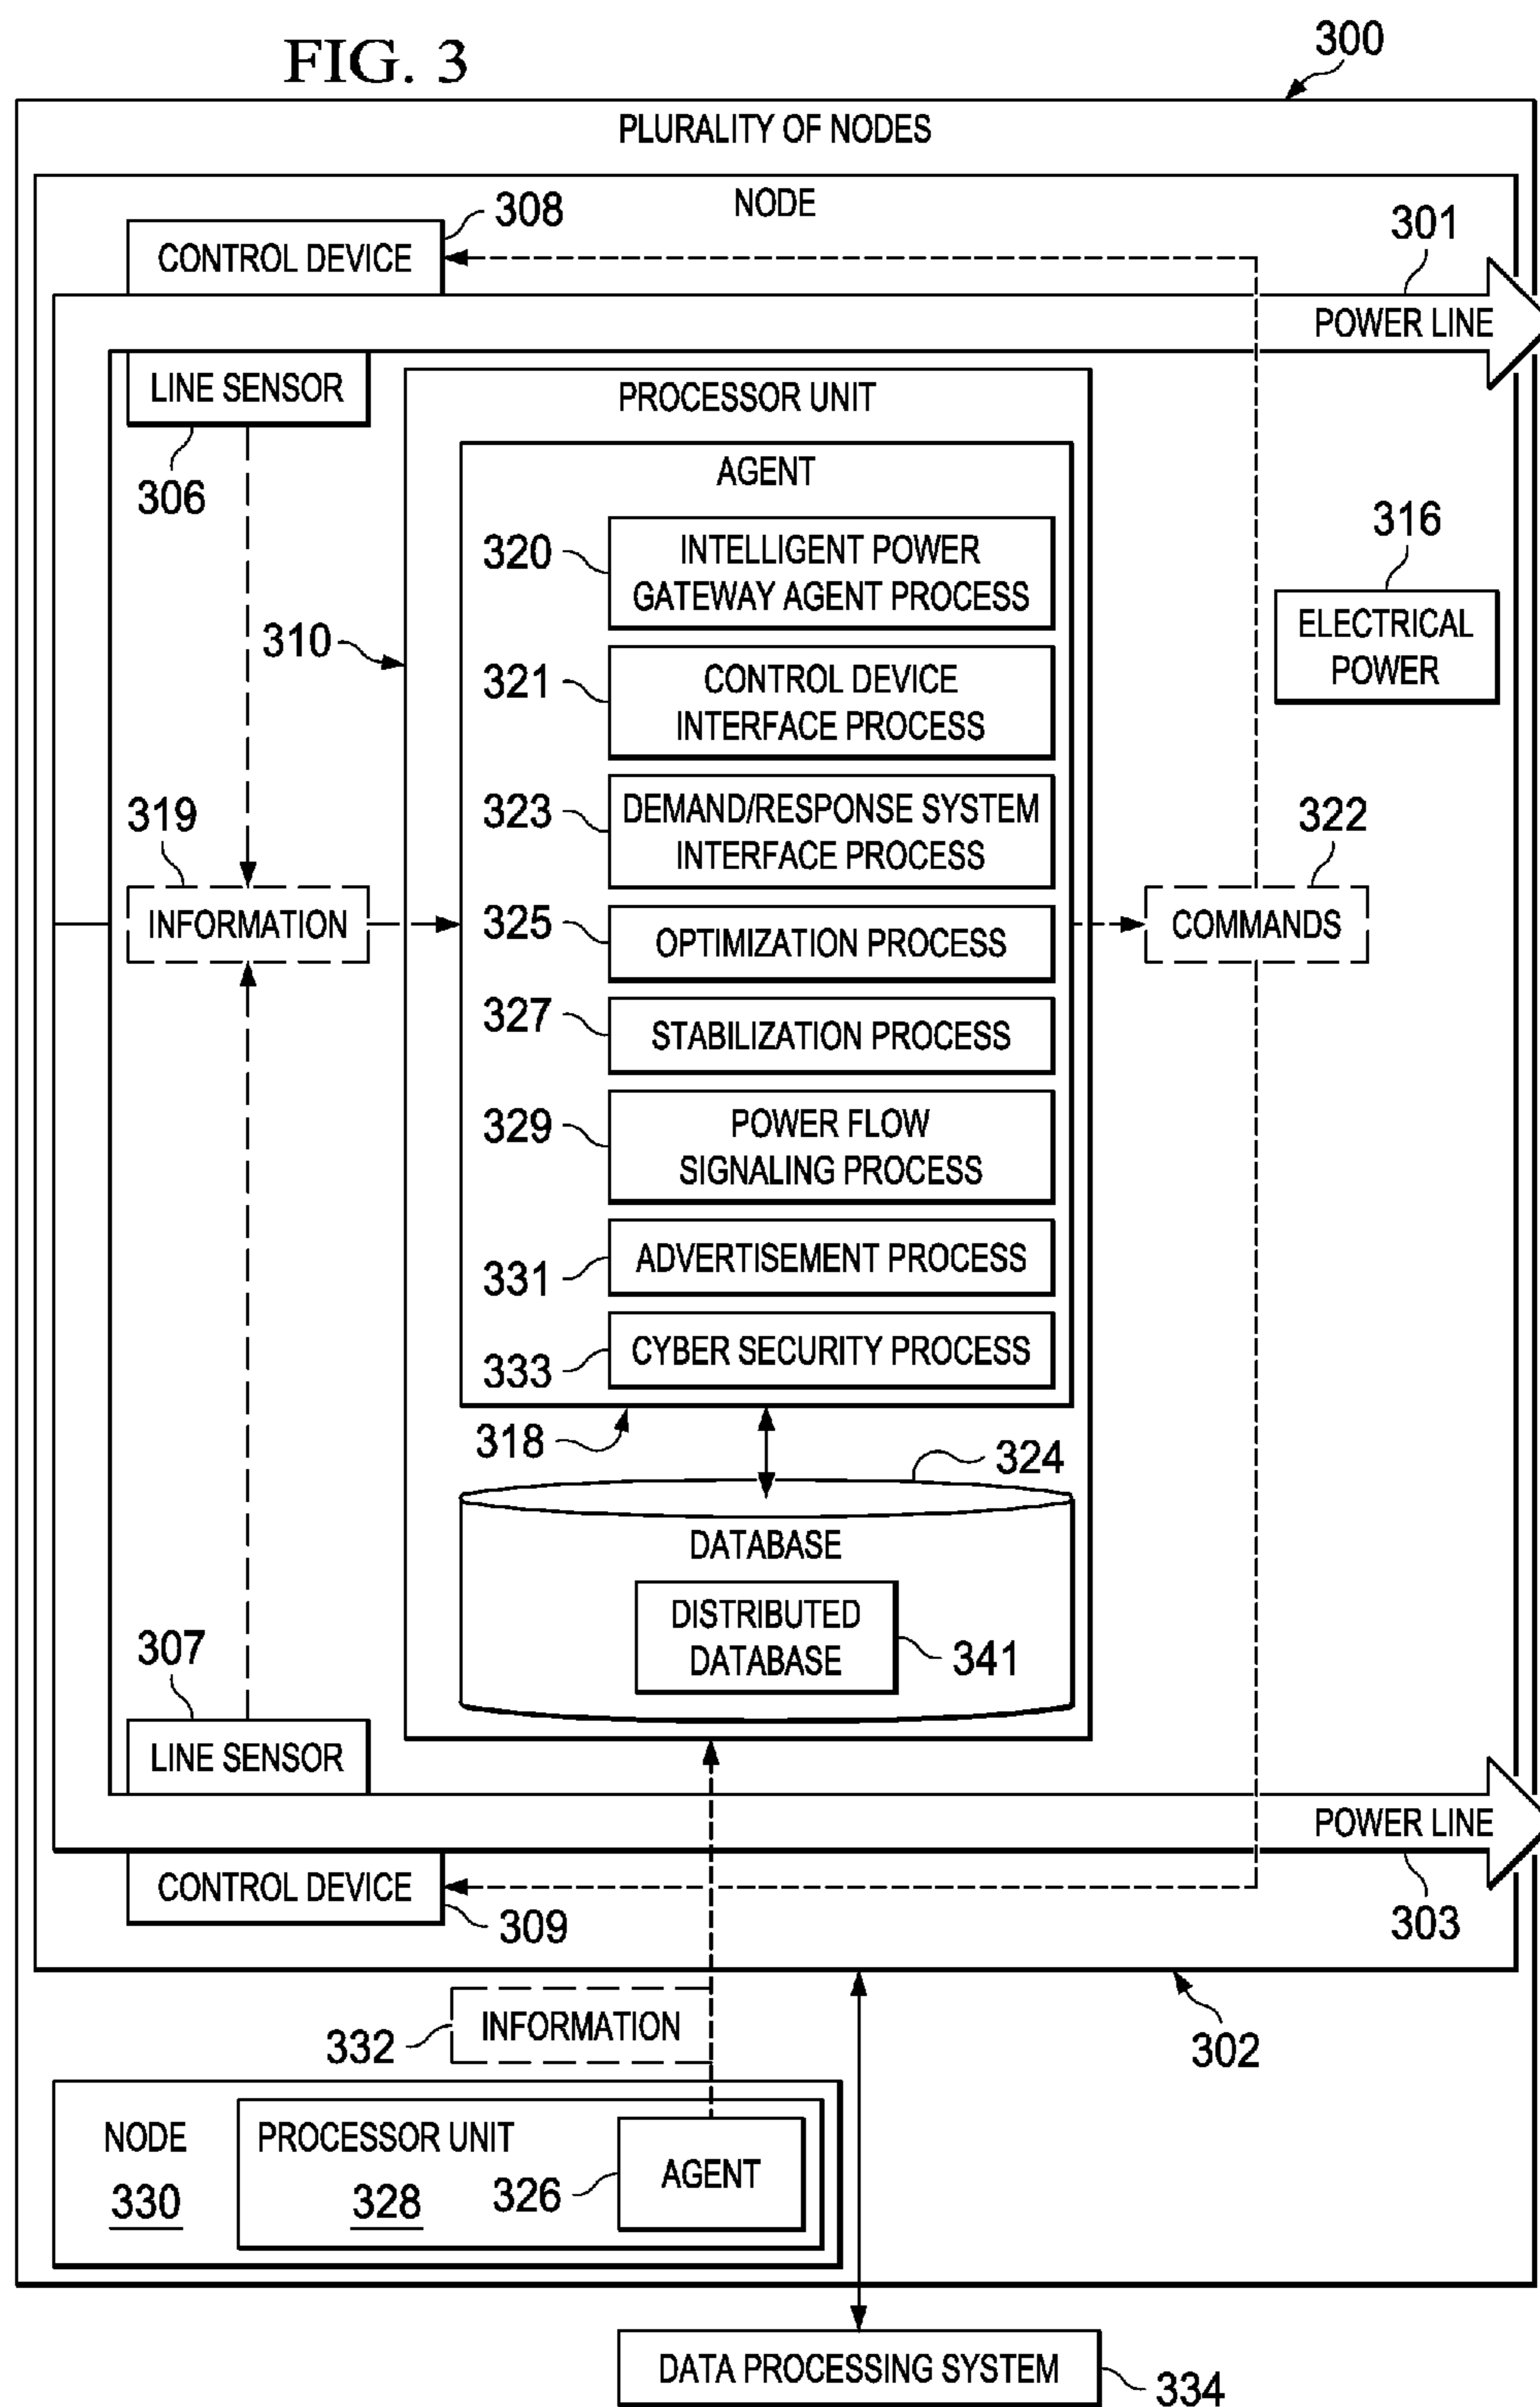 FIG. 3
300
PLURALITY OF NODES
NODE
308
CONTROL DEVICE
301
POWER LINE
LINE SENSOR
306
PROCESSOR UNIT
AGENT
320
INTELLIGENT POWER
GATEWAY AGENT PROCESS
316
ELECTRICAL
POWER
310
321
CONTROL DEVICE
INTERFACE PROCESS
323
DEMAND/RESPONSE SYSTEM
INTERFACE PROCESS
319
INFORMATION
322
COMMANDS
325
OPTIMIZATION PROCESS
327
STABILIZATION PROCESS
329
POWER FLOW
SIGNALING PROCESS
331
ADVERTISEMENT PROCESS
333
CYBER SECURITY PROCESS
318
324
DATABASE
DISTRIBUTED
DATABASE
341
307
LINE SENSOR
POWER LINE
CONTROL DEVICE
309
303
INFORMATION
332
302
NODE
330
PROCESSOR UNIT
328
326
AGENT
DATA PROCESSING SYSTEM
334